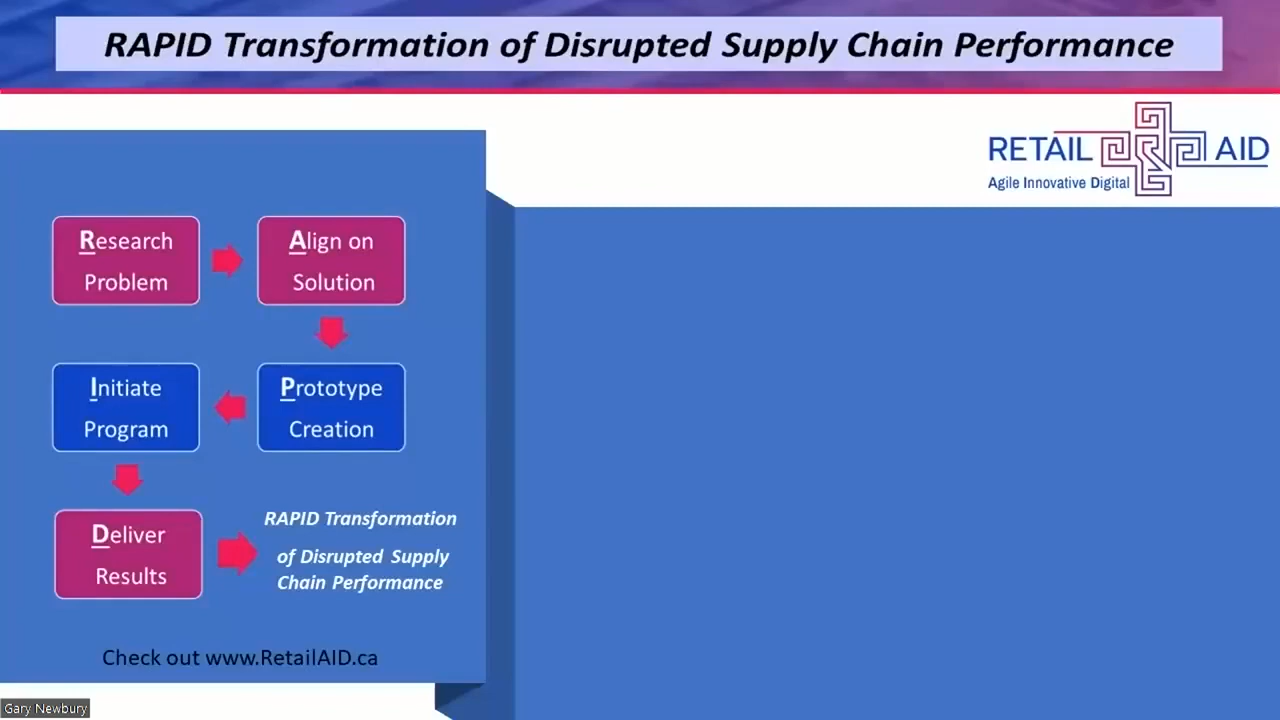 RAPID Transformation of Disrupted Supply Chain Performance
RETAIL AID
Agile Innovative Digital
Research
Problem
Align on
Solution
Initiate
Program
Prototype
Creation
Deliver
Results
RAPID Transformation
of Disrupted Supply
Chain Performance
Check out www.RetailAID.ca
Gary Newbury